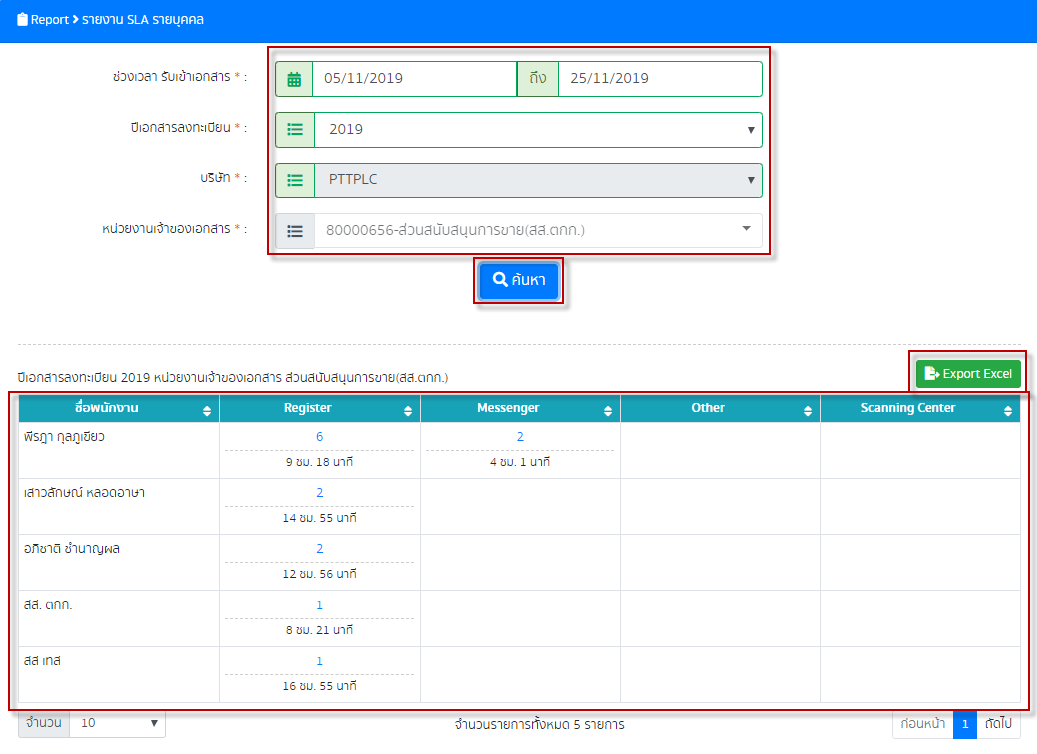 Report > รายงาน SLA รายบุคคล
ช่วงเวลา รับเข้าเอกสาร * : 05/11/2019 ถึง 25/11/2019
ปีเอกสารลงทะเบียน * : 2019
บริษัท * : PTTPLC
หน่วยงานเจ้าของเอกสาร * : 80000656-ส่วนสนับสนุนการขาย(สส.ตกก.)
ค้นหา
Export Excel
ปีเอกสารลงทะเบียน 2019 หน่วยงานเจ้าของเอกสาร ส่วนสนับสนุนการขาย(สส.ตกก.)
ชื่อพนักงาน Register Messenger Other Scanning Center
พีรฎา กุลภูเขียว 6 2
9 ชม. 18 นาที 4 ชม. 1 นาที
เสาวลักษณ์ หลอดอาษา 2
14 ชม. 55 นาที
อภิชาติ ชำนาญผล 2
12 ชม. 56 นาที
สส. ตกก. 1
8 ชม. 21 นาที
สส เทส 1
16 ชม. 55 นาที
จำนวน 10 จำนวนรายการทั้งหมด 5 รายการ ก่อนหน้า 1 ถัดไป